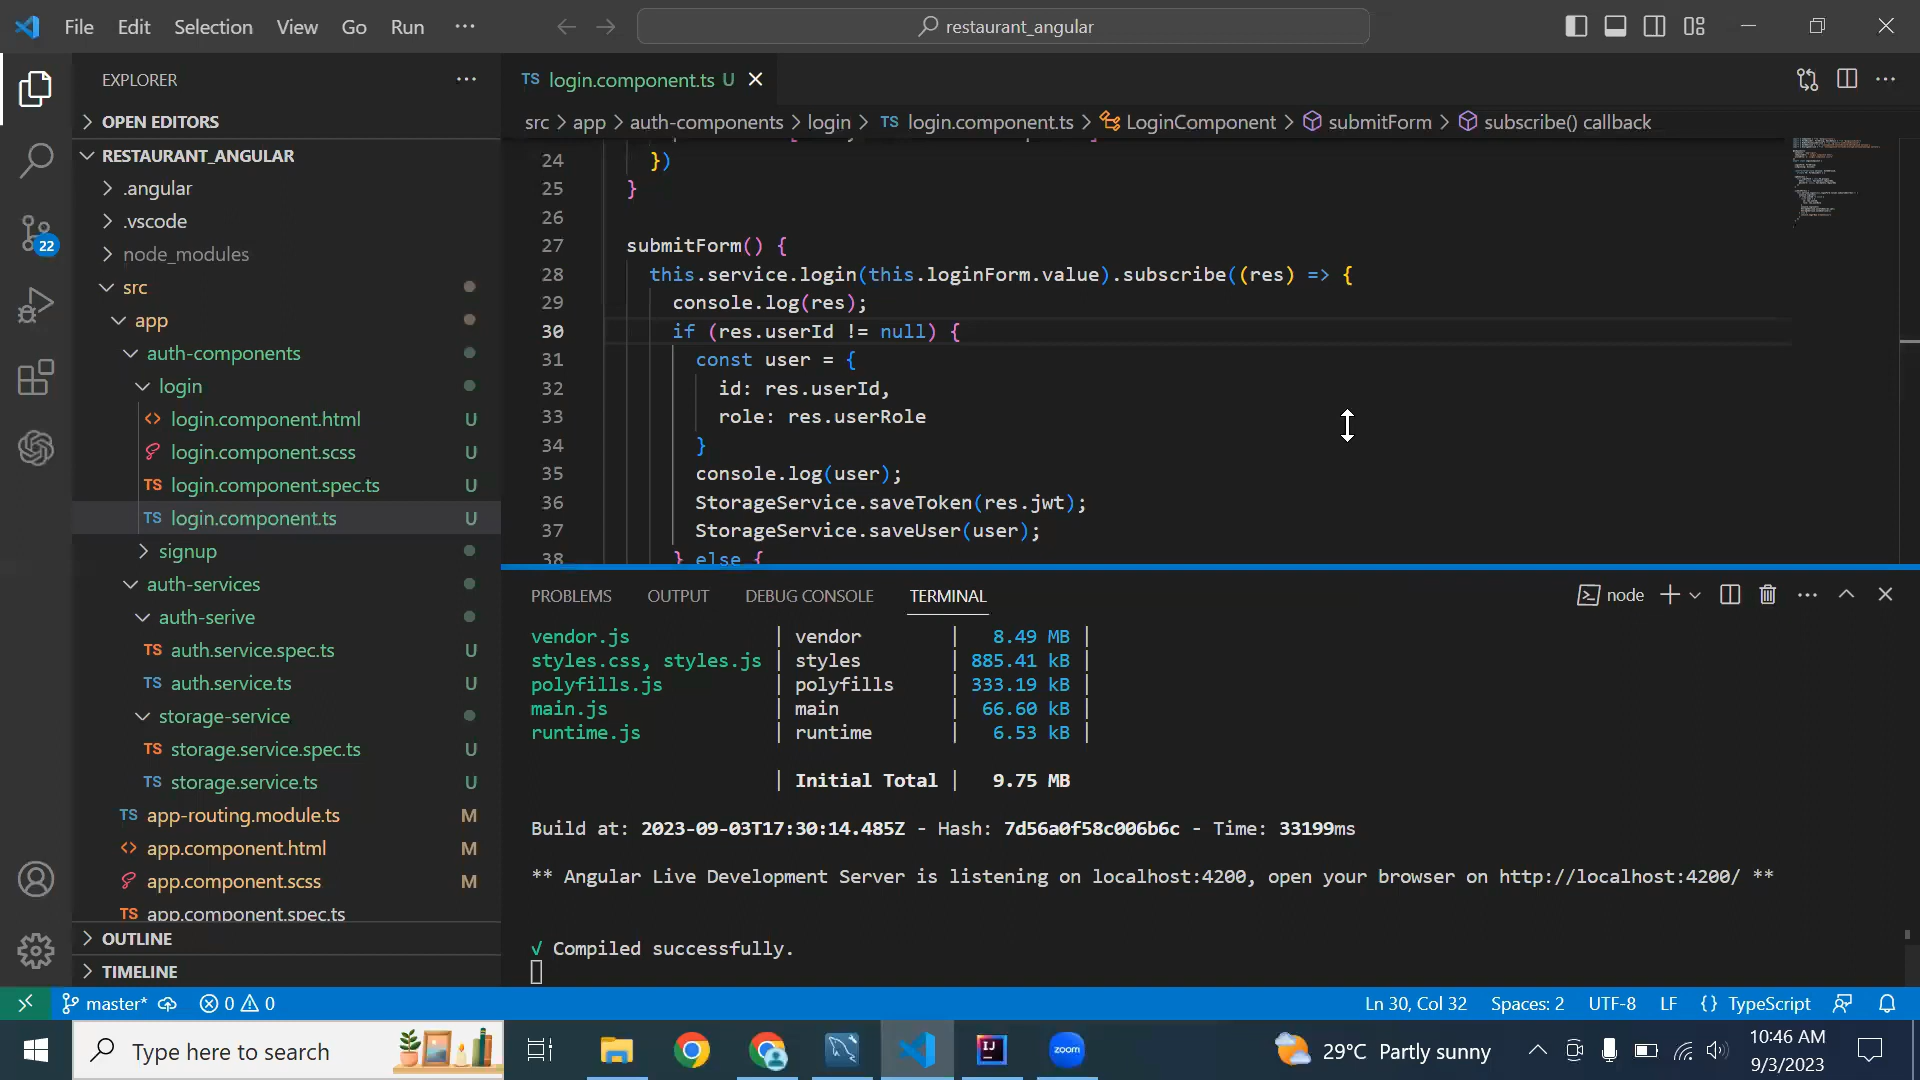 File Edit Selection View Go Run ··· restaurant_angular
EXPLORER
OPEN EDITORS
RESTAURANT_ANGULAR
.angular
.vscode
22
node_modules
src
app
auth-components
login
<> login.component.html U
login.component.scss U
TS login.component.spec.ts U
TS login.component.ts U
signup
auth-services
auth-serive
TS auth.service.spec.ts U
TS auth.service.ts U
storage-service
TS storage.service.spec.ts U
TS storage.service.ts U
TS app-routing.module.ts M
<> app.component.html M
app.component.scss M
TS app.component.spec.ts
OUTLINE
TIMELINE
TS login.component.ts U
src > app > auth-components > login > TS login.component.ts > LoginComponent > submitForm > subscribe() callback
24 })
25 }
26
27 submitForm() {
28 this.service.login(this.loginForm.value).subscribe((res) => {
29 console.log(res);
30 if (res.userId != null) {
31 const user = {
32 id: res.userId,
33 role: res.userRole
34 }
35 console.log(user);
36 StorageService.saveToken(res.jwt);
37 StorageService.saveUser(user);
38 } else {
PROBLEMS OUTPUT DEBUG CONSOLE TERMINAL node
vendor.js | vendor | 8.49 MB |
styles.css, styles.js | styles | 885.41 kB |
polyfills.js | polyfills | 333.19 kB |
main.js | main | 66.60 kB |
runtime.js | runtime | 6.53 kB |
| Initial Total | 9.75 MB
Build at: 2023-09-03T17:30:14.485Z - Hash: 7d56a0f58c006b6c - Time: 33199ms
** Angular Live Development Server is listening on localhost:4200, open your browser on http://localhost:4200/ **
√ Compiled successfully.
master* 0 0 Ln 30, Col 32 Spaces: 2 UTF-8 LF {} TypeScript
Type here to search
zoom
29°C Partly sunny
10:46 AM
9/3/2023